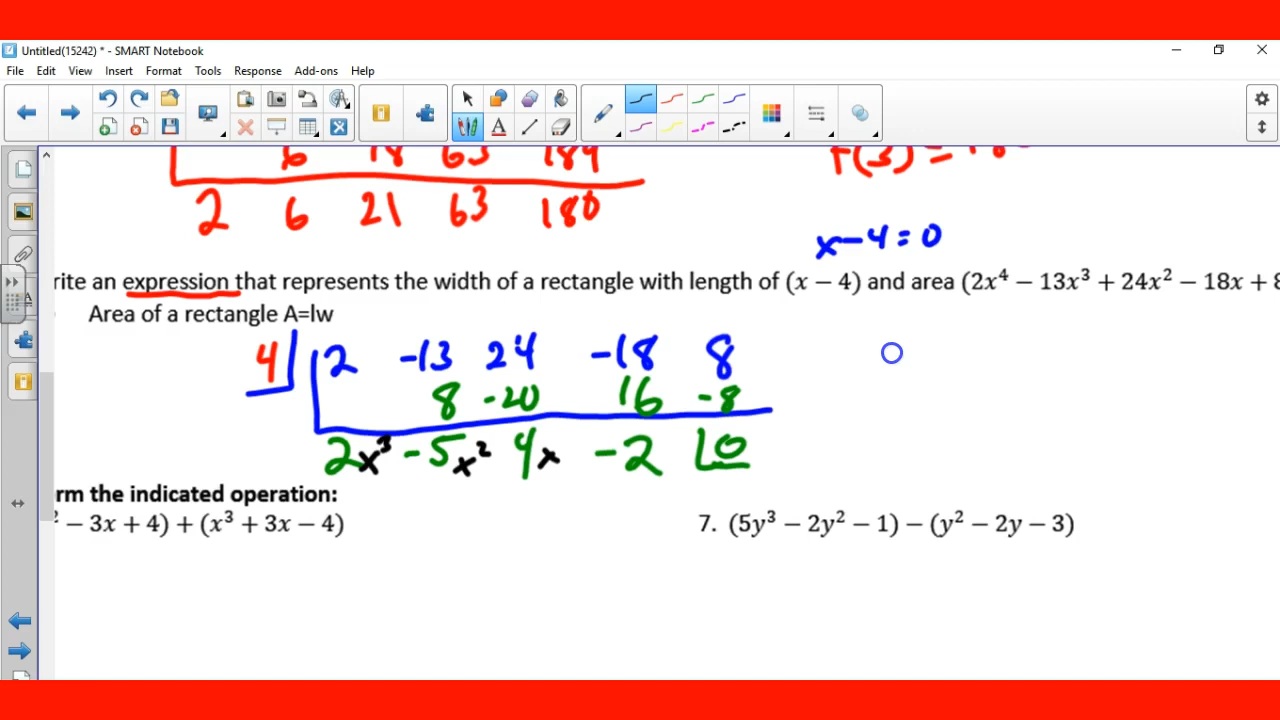 Untitled(15242) * - SMART Notebook
File Edit View Insert Format Tools Response Add-ons Help
6 18 63 189
2 6 21 63 180
x-4=0
rite an expression that represents the width of a rectangle with length of (x − 4) and area (2x⁴ − 13x³ + 24x² − 18x + 8
Area of a rectangle A=lw
4 2 -13 24 -18 8
8 -20 16 -8
2x³ -5x² 4x -2 0
rm the indicated operation:
² − 3x + 4) + (x³ + 3x − 4)
7. (5y³ − 2y² − 1) − (y² − 2y − 3)